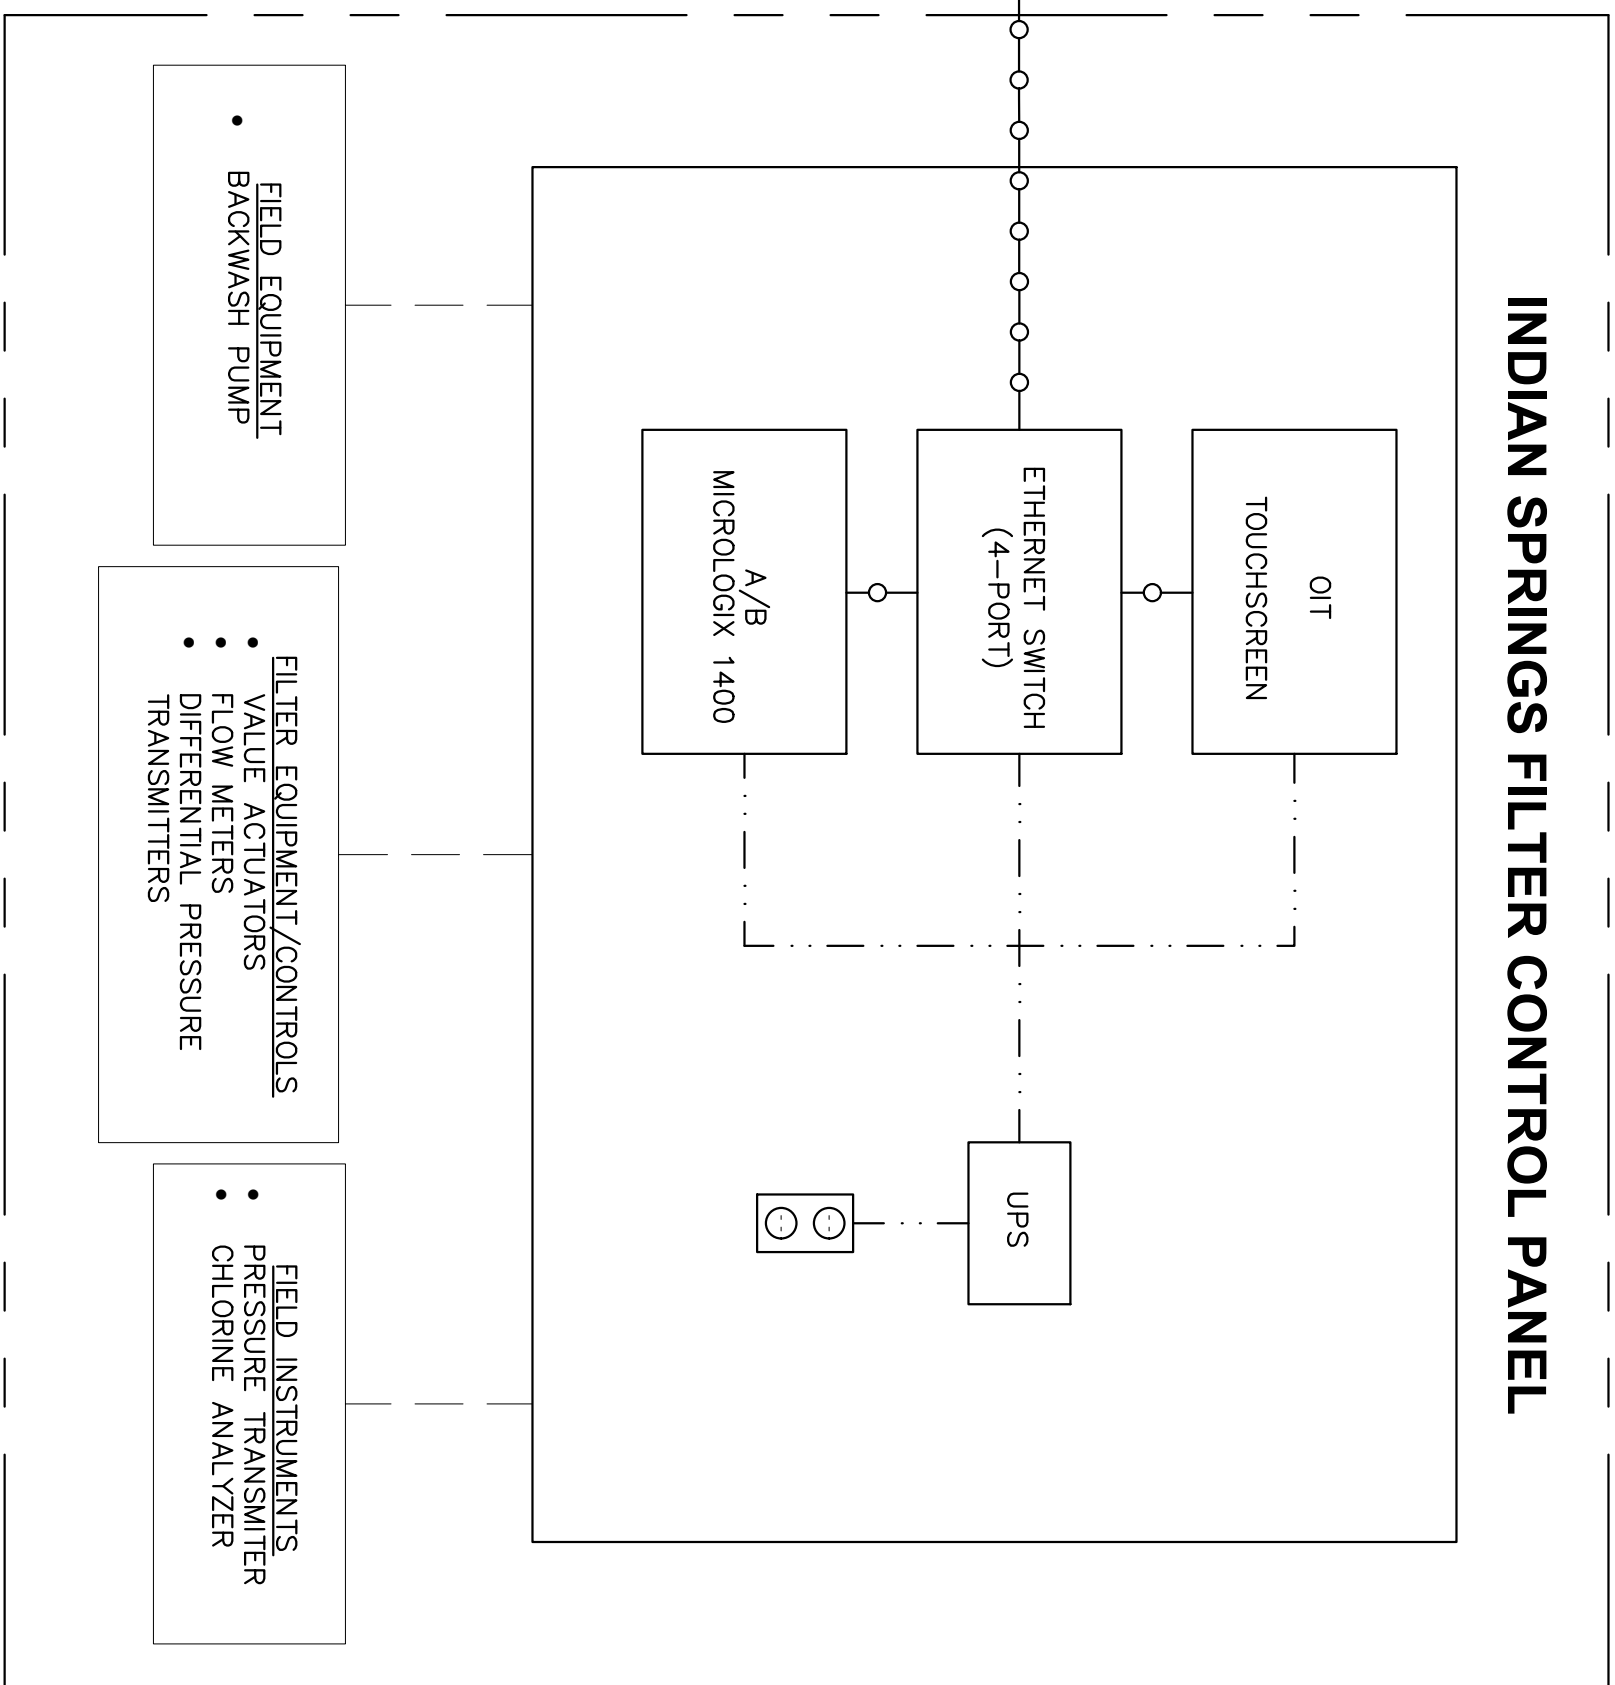 INDIAN SPRINGS FILTER CONTROL PANEL
OIT
TOUCHSCREEN
ETHERNET SWITCH
(4-PORT)
A/B
MICROLOGIX 1400
UPS
FIELD EQUIPMENT
• BACKWASH PUMP
FILTER EQUIPMENT/CONTROLS
• VALUE ACTUATORS
• FLOW METERS
• DIFFERENTIAL PRESSURE
TRANSMITTERS
FIELD INSTRUMENTS
• PRESSURE TRANSMITER
• CHLORINE ANALYZER